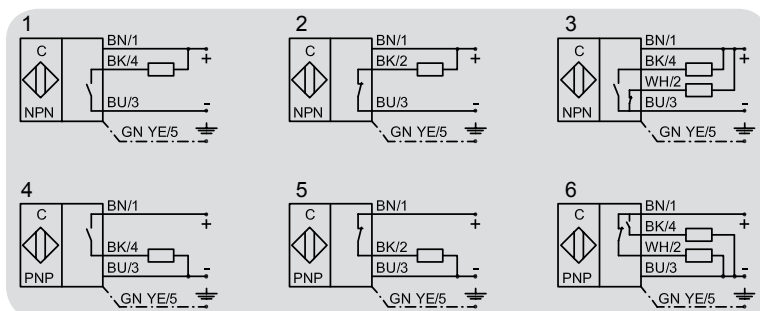 1
C
NPN
BN/1
BK/4
BU/3
+
-
GN YE/5
2
C
NPN
BN/1
BK/2
BU/3
+
-
GN YE/5
3
C
NPN
BN/1
BK/4
WH/2
BU/3
+
-
GN YE/5
4
C
PNP
BN/1
BK/4
BU/3
+
-
GN YE/5
5
C
PNP
BN/1
BK/2
BU/3
+
-
GN YE/5
6
C
PNP
BN/1
BK/4
WH/2
BU/3
+
-
GN YE/5